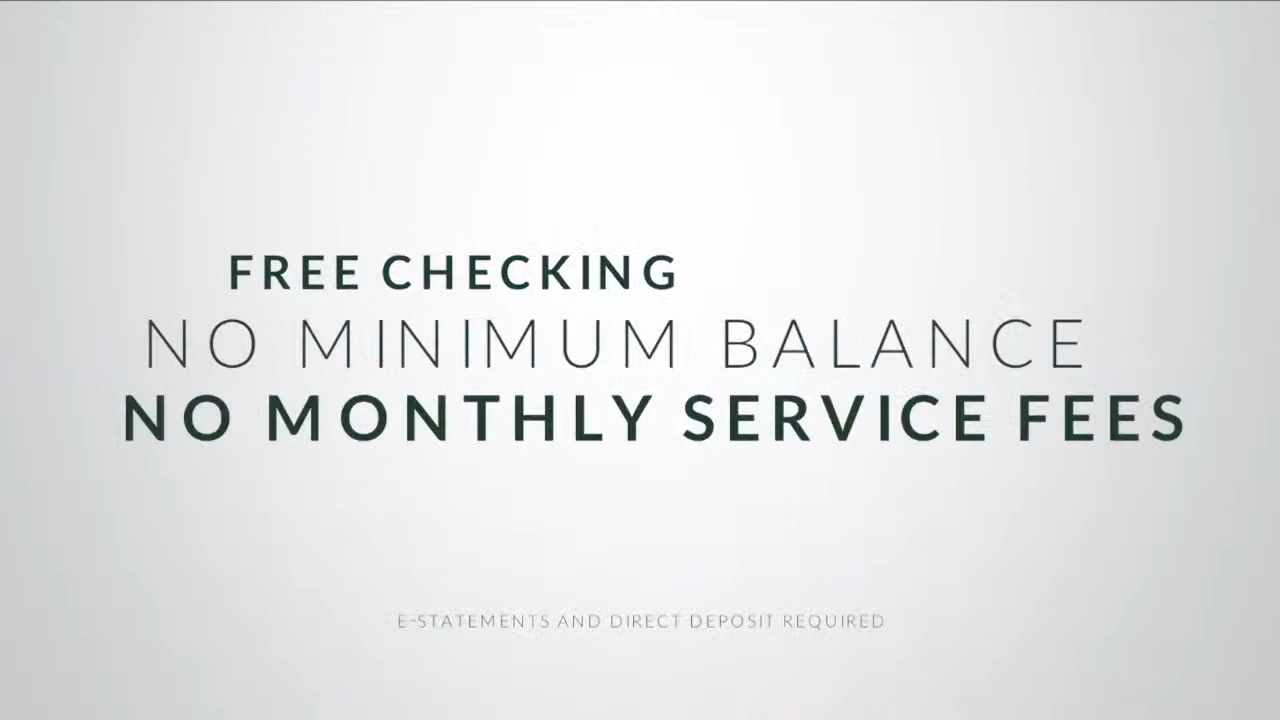 FREE CHECKING
NO MINIMUM BALANCE
NO MONTHLY SERVICE FEES
E-STATEMENTS AND DIRECT DEPOSIT REQUIRED